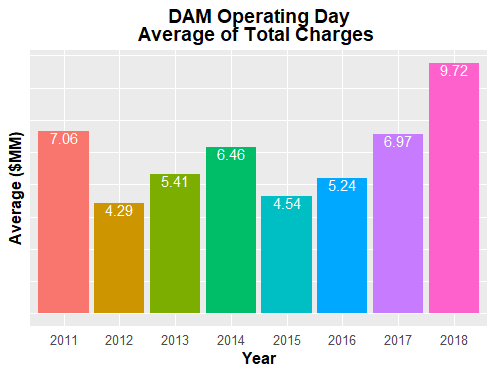 DAM Operating Day
Average of Total Charges
Average ($MM)
7.06
4.29
5.41
6.46
4.54
5.24
6.97
9.72
2011 2012 2013 2014 2015 2016 2017 2018
Year